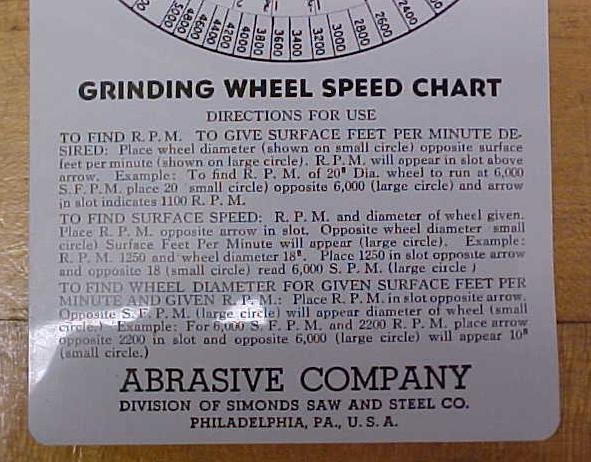 5000 4800 4600 4400 4200 4000 3800 3600 3400 3200 3000 2800 2600 2400
GRINDING WHEEL SPEED CHART
DIRECTIONS FOR USE
TO FIND R. P. M. TO GIVE SURFACE FEET PER MINUTE DE-
SIRED: Place wheel diameter (shown on small circle) opposite surface
feet per minute (shown on large circle). R. P. M. will appear in slot above
arrow. Example: To find R. P. M. of 20" Dia. wheel to run at 6,000
S. F. P. M. place 20 small circle) opposite 6,000 (large circle) and arrow
in slot indicates 1100 R. P. M.
TO FIND SURFACE SPEED: R. P. M. and diameter of wheel given.
Place R. P. M. opposite arrow in slot. Opposite wheel diameter small
circle) Surface Feet Per Minute will appear (large circle). Example:
R. P. M. 1250 and wheel diameter 18". Place 1250 in slot opposite arrow
and opposite 18 (small circle) read 6,000 S. P. M. (large circle )
TO FIND WHEEL DIAMETER FOR GIVEN SURFACE FEET PER
MINUTE AND GIVEN R. P. M.: Place R. P. M. in slot opposite arrow.
Opposite S. F. P. M. (large circle) will appear diameter of wheel (small
circle.) Example: For 6,000 S. F. P. M. and 2200 R. P. M. place arrow
opposite 2200 in slot and opposite 6,000 (large circle) will appear 10"
(small circle.)
ABRASIVE COMPANY
DIVISION OF SIMONDS SAW AND STEEL CO.
PHILADELPHIA, PA., U. S. A.